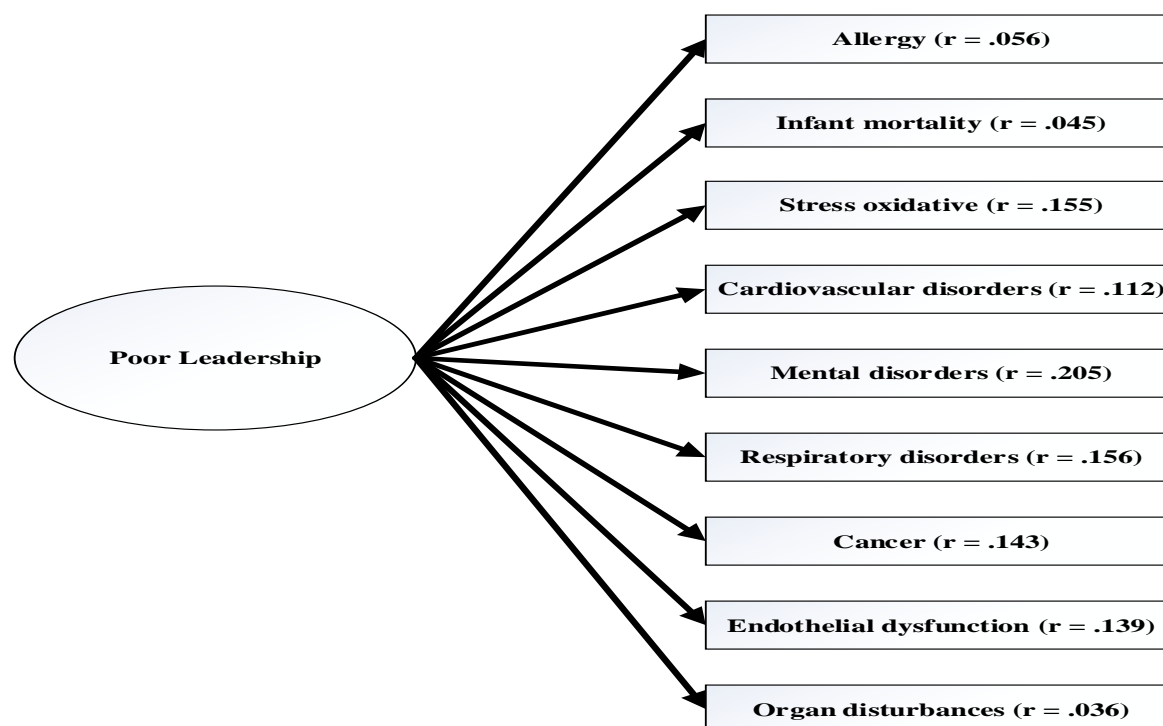 Allergy (r = .056)
Infant mortality (r = .045)
Stress oxidative (r = .155)
Cardiovascular disorders (r = .112)
Poor Leadership
Mental disorders (r = .205)
Respiratory disorders (r = .156)
Cancer (r = .143)
Endothelial dysfunction (r = .139)
Organ disturbances (r = .036)